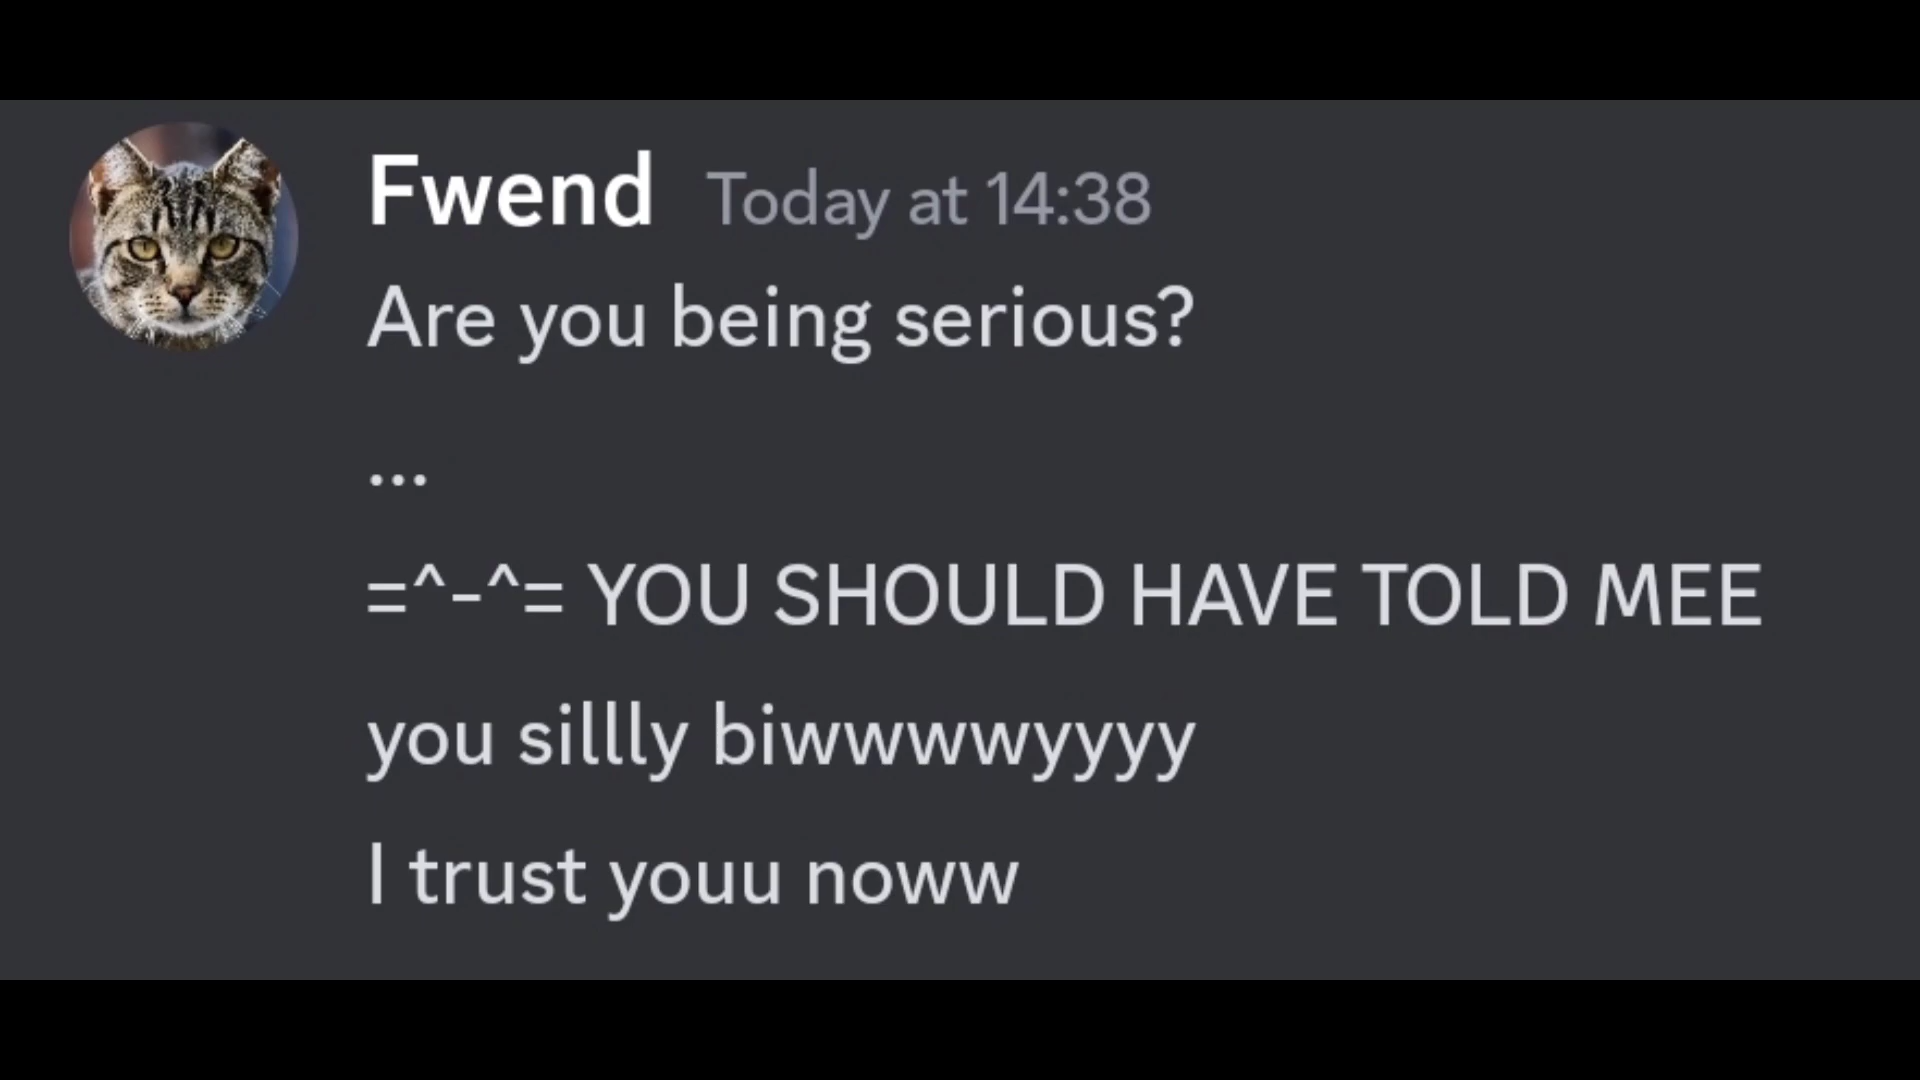 Fwend Today at 14:38
Are you being serious?
...
=^-^= YOU SHOULD HAVE TOLD MEE
you sillly biwwwwyyyy
I trust youu noww